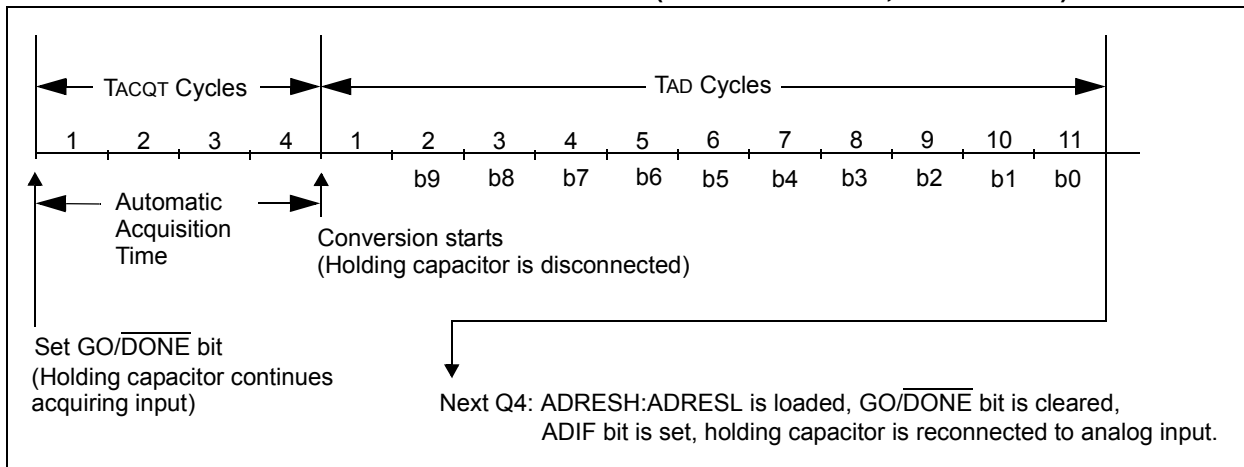 TACQT Cycles
TAD Cycles
1 2 3 4 1 2 3 4 5 6 7 8 9 10 11
b9 b8 b7 b6 b5 b4 b3 b2 b1 b0
Automatic
Acquisition
Time
Conversion starts
(Holding capacitor is disconnected)
Set GO/DONE bit
(Holding capacitor continues
acquiring input)
Next Q4: ADRESH:ADRESL is loaded, GO/DONE bit is cleared,
ADIF bit is set, holding capacitor is reconnected to analog input.